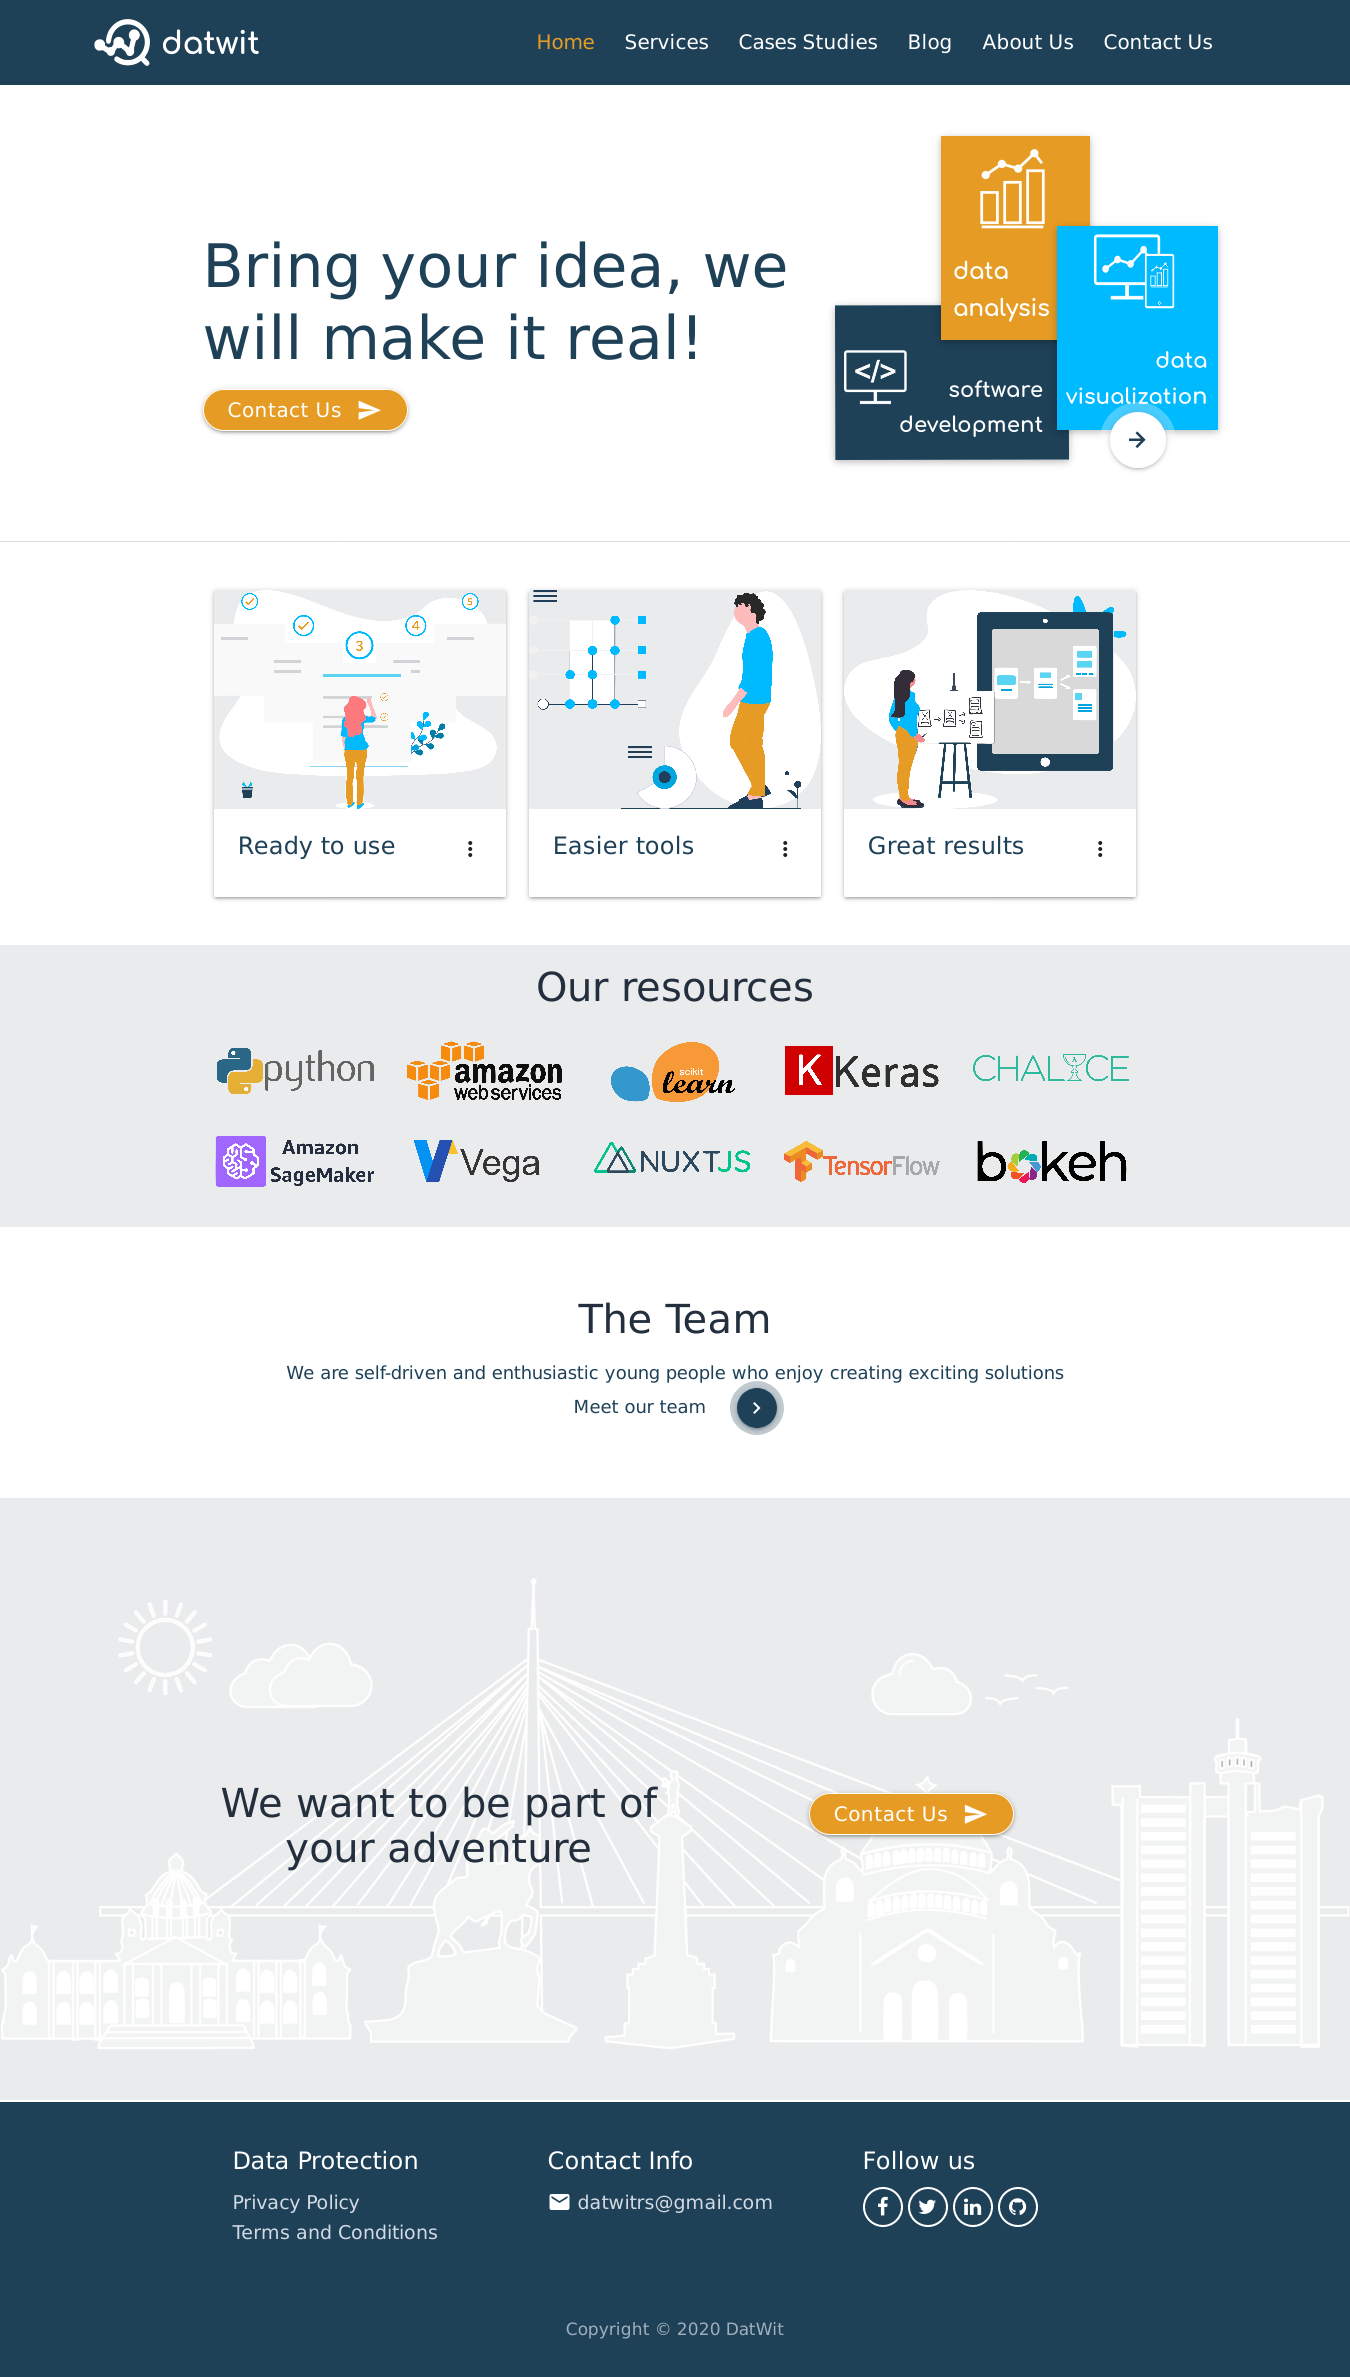 datwit
Home Services Cases Studies Blog About Us Contact Us
Bring your idea, we
will make it real!
Contact Us
data
analysis
data
visualization
software
development
3
4
5
Ready to use
Easier tools
Great results
Our resources
python
amazon
web services
scikit
learn
K Keras
CHALICE
Amazon
SageMaker
Vega
NUXTJS
TensorFlow
bokeh
The Team
We are self-driven and enthusiastic young people who enjoy creating exciting solutions
Meet our team
We want to be part of
your adventure
Contact Us
Data Protection
Privacy Policy
Terms and Conditions
Contact Info
datwitrs@gmail.com
Follow us
Copyright © 2020 DatWit